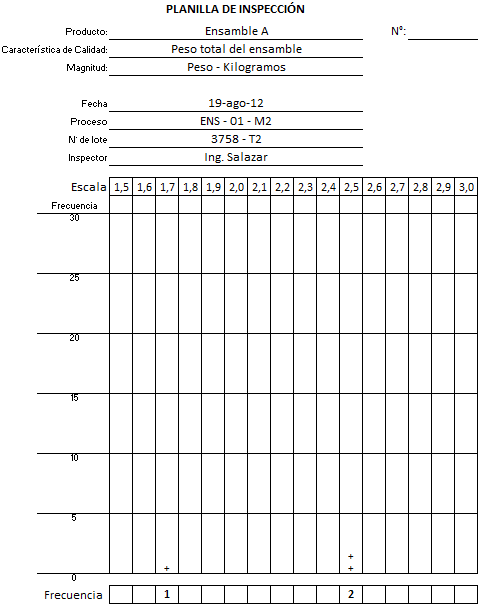 PLANILLA DE INSPECCIÓN
Producto: Ensamble A N°:
Característica de Calidad: Peso total del ensamble
Magnitud: Peso - Kilogramos
Fecha 19-ago-12
Proceso ENS - 01 - M2
N° de lote 3758 - T2
Inspector Ing. Salazar
Escala 1,5 1,6 1,7 1,8 1,9 2,0 2,1 2,2 2,3 2,4 2,5 2,6 2,7 2,8 2,9 3,0
Frecuencia
30
25
20
15
10
5
+
+ +
0
Frecuencia 1 2